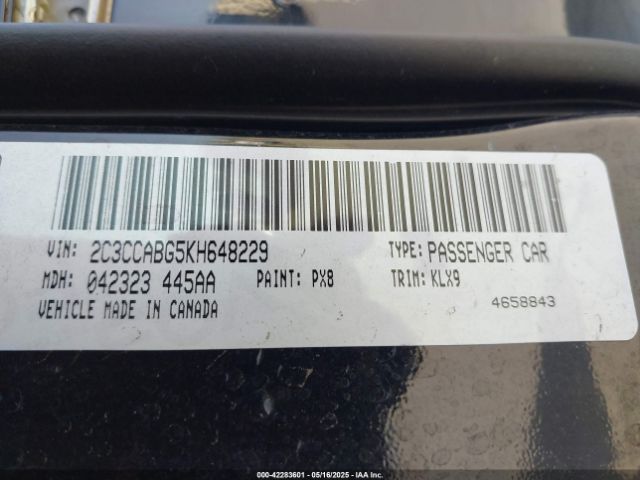 VIN: 2C3CCABG5KH648229 TYPE: PASSENGER CAR
MDH: 042323 445AA PAINT: PX8 TRIM: KLX9
VEHICLE MADE IN CANADA 4658843
000-42283601 - 05/16/2025 - IAA Inc.